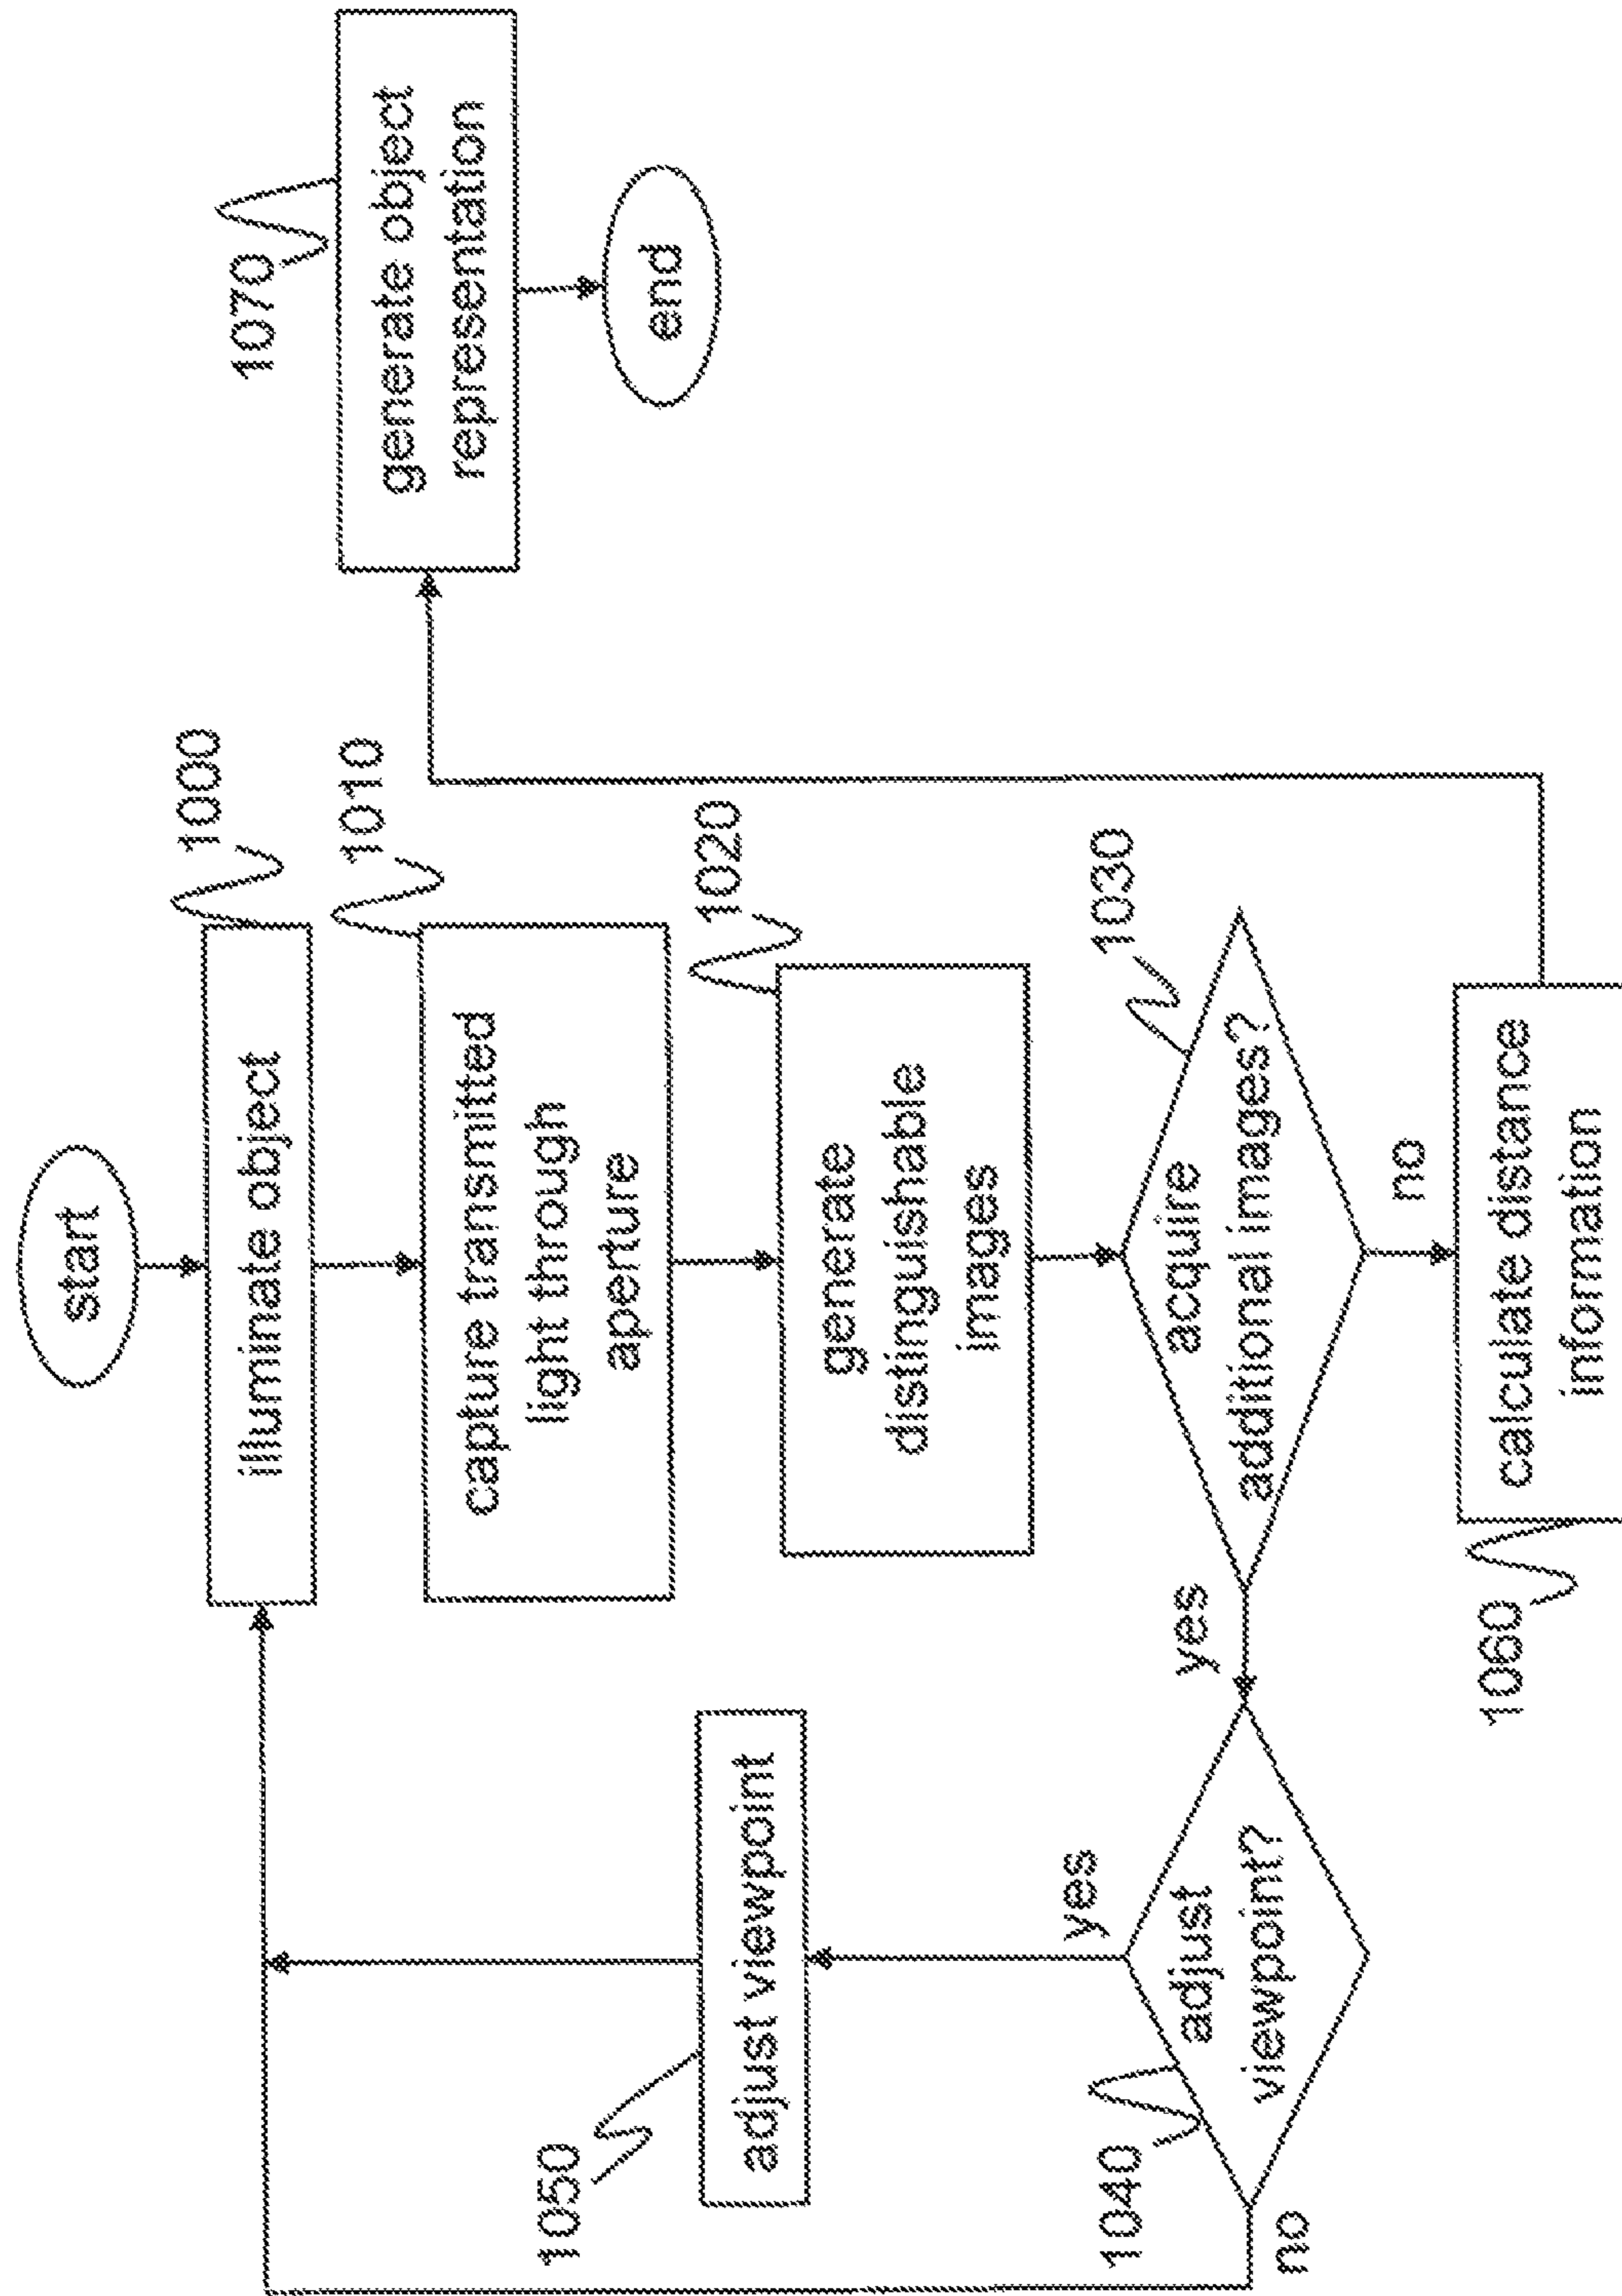 start
illuminate object
1000
capture transmitted
light through
aperture
1010
generate
distinguishable
images
1020
acquire
additional images?
1030
yes
no
adjust
viewpoint?
1040
yes
no
adjust viewpoint
1050
calculate distance
information
1060
generate object
representation
1070
end